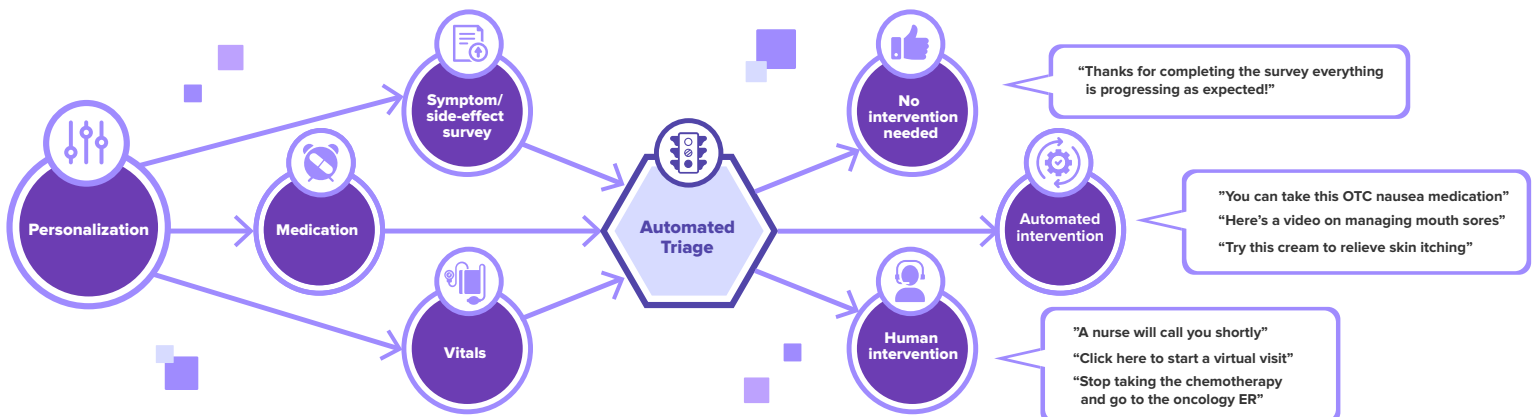 Personalization
Symptom/
side-effect
survey
Medication
Vitals
Automated
Triage
No
intervention
needed
“Thanks for completing the survey everything
is progressing as expected!”
Automated
intervention
”You can take this OTC nausea medication”
“Here’s a video on managing mouth sores”
“Try this cream to relieve skin itching”
Human
intervention
”A nurse will call you shortly”
“Click here to start a virtual visit”
“Stop taking the chemotherapy
and go to the oncology ER”